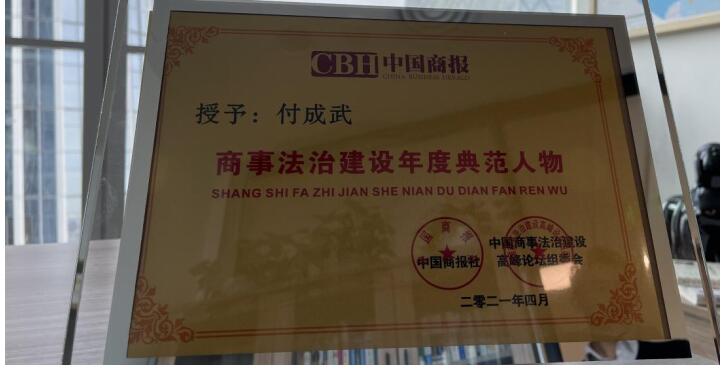 CBH 中国商报
CHINA BUSINESS HERALD
授予：付成武
商事法治建设年度典范人物
SHANG SHI FA ZHI JIAN SHE NIAN DU DIAN FAN REN WU
中国商报社
中国商事法治建设
高峰论坛组委会
二零二一年四月